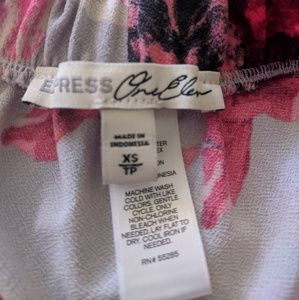 EXPRESS One Eleven
MADE IN
INDONESIA
XS
TP
MACHINE WASH
COLD WITH LIKE
COLORS, GENTLE
CYCLE. ONLY
NON-CHLORINE
BLEACH WHEN
NEEDED. LAY FLAT TO
DRY. COOL IRON IF
NEEDED.
RN# 55285